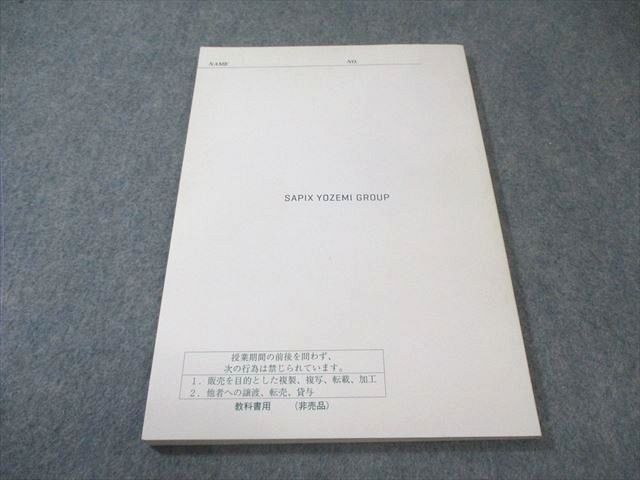 NAME NO.
SAPIX YOZEMI GROUP
授業期間の前後を問わず、
次の行為は禁じられています。
1．販売を目的とした複製、複写、転載、加工
2．他者への譲渡、転売、貸与
教科書用　（非売品）